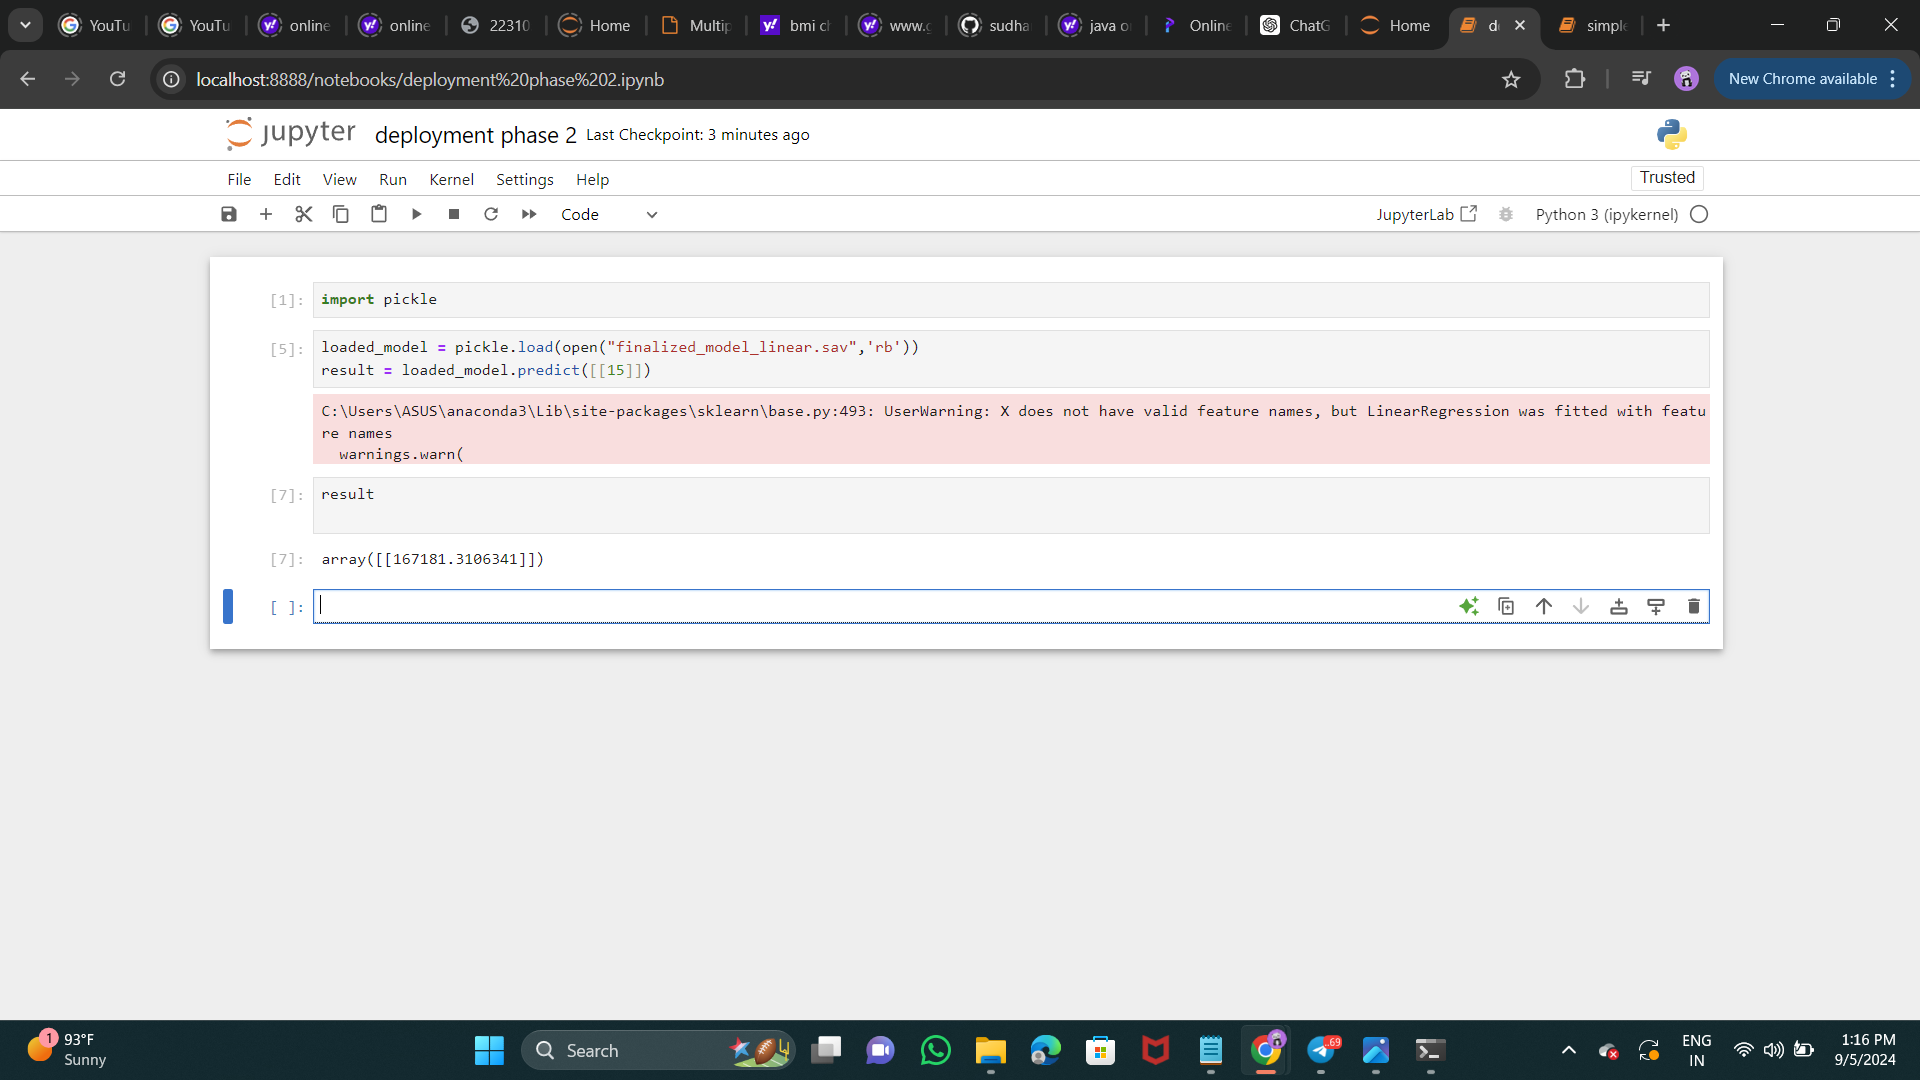 YouTu
YouTu
online
online
22310
Home
Multip
bmi ch
www.g
sudha
java o
Online
ChatG
Home
de
simple
localhost:8888/notebooks/deployment%20phase%202.ipynb
New Chrome available
jupyter deployment phase 2 Last Checkpoint: 3 minutes ago
File Edit View Run Kernel Settings Help
Trusted
Code
JupyterLab
Python 3 (ipykernel)
[1]: import pickle
[5]: loaded_model = pickle.load(open("finalized_model_linear.sav",'rb'))
result = loaded_model.predict([[15]])
C:\Users\ASUS\anaconda3\Lib\site-packages\sklearn\base.py:493: UserWarning: X does not have valid feature names, but LinearRegression was fitted with featu
re names
warnings.warn(
[7]: result
[7]: array([[167181.3106341]])
[ ]:
1
93°F
Sunny
Search
69
ENG
IN
1:16 PM
9/5/2024